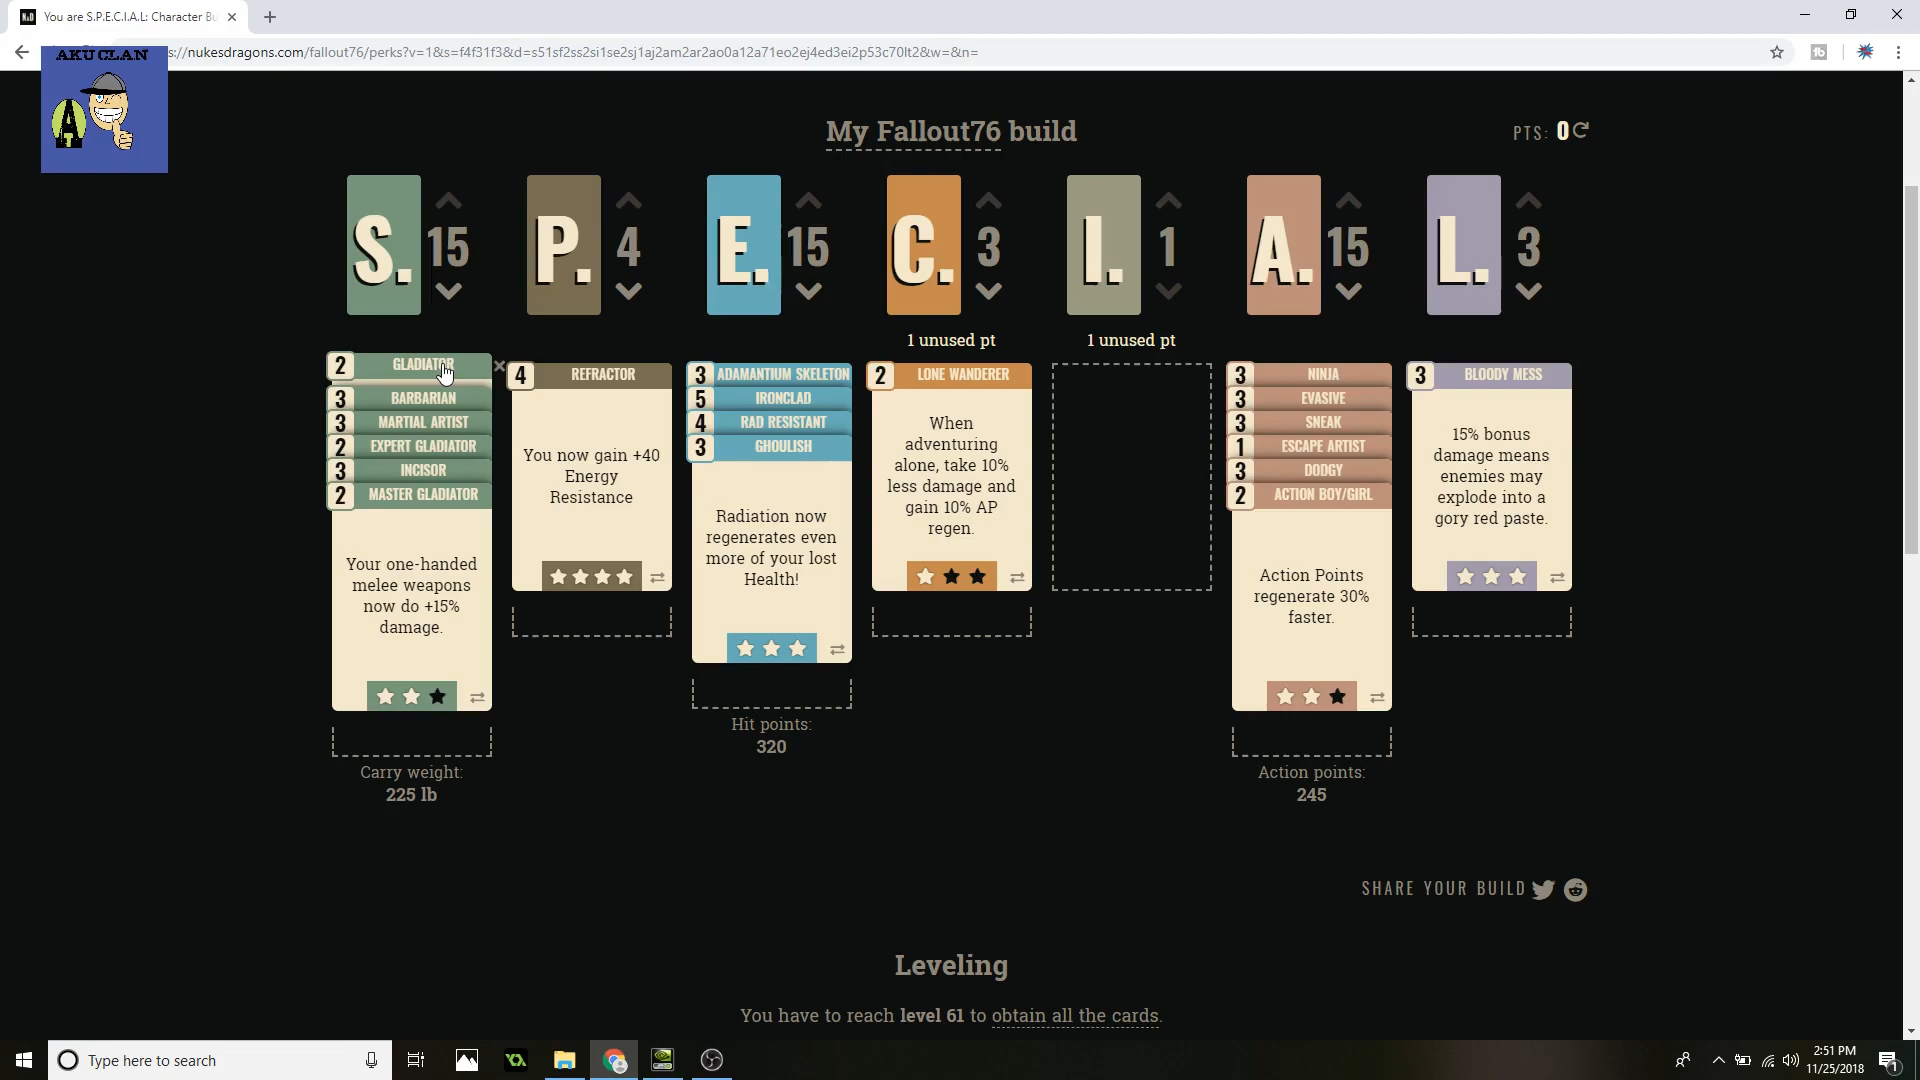 You are S.P.E.C.I.A.L: Character Bu
s://nukesdragons.com/fallout76/perks?v=1&s=f4f31f3&d=s51sf2ss2si1se2sj1aj2am2ar2ao0a12a71eo2ej4ed3ei2p53c70lt2&w=&n=
AKU CLAN
A
My Fallout76 build
PTS: 0
S. 15
P. 4
E. 15
C. 3
I. 1
A. 15
L. 3
1 unused pt
1 unused pt
2 GLADIATOR
3 BARBARIAN
3 MARTIAL ARTIST
2 EXPERT GLADIATOR
3 INCISOR
2 MASTER GLADIATOR
Your one-handed
melee weapons
now do +15%
damage.
Carry weight:
225 lb
4 REFRACTOR
You now gain +40
Energy
Resistance
3 ADAMANTIUM SKELETON
5 IRONCLAD
4 RAD RESISTANT
3 GHOULISH
Radiation now
regenerates even
more of your lost
Health!
Hit points:
320
2 LONE WANDERER
When
adventuring
alone, take 10%
less damage and
gain 10% AP
regen.
3 NINJA
3 EVASIVE
3 SNEAK
1 ESCAPE ARTIST
3 DODGY
2 ACTION BOY/GIRL
Action Points
regenerate 30%
faster.
Action points:
245
3 BLOODY MESS
15% bonus
damage means
enemies may
explode into a
gory red paste.
SHARE YOUR BUILD
Leveling
You have to reach level 61 to obtain all the cards.
Type here to search
2:51 PM
11/25/2018
1